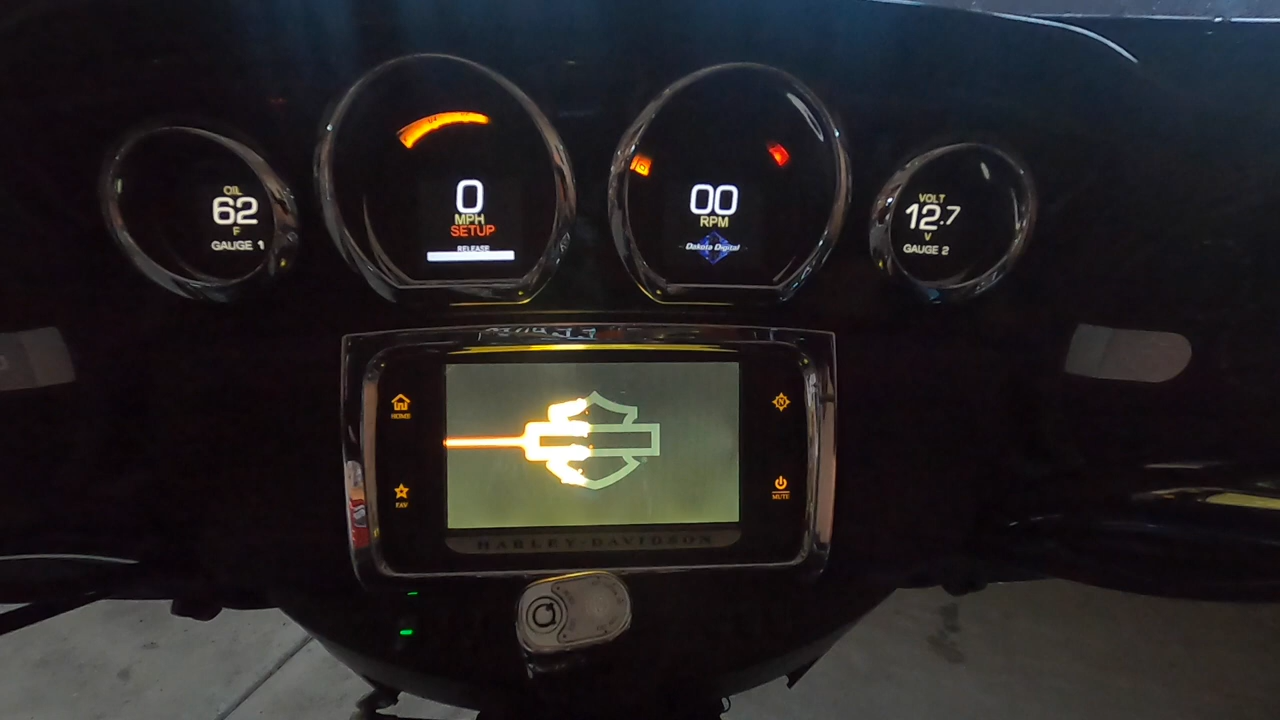 OIL
62
F
GAUGE 1
0
MPH
SETUP
RELEASE
00
RPM
Dakota Digital
VOLT
12.7
V
GAUGE 2
HOME
FAV
N
MUTE
HARLEY-DAVIDSON